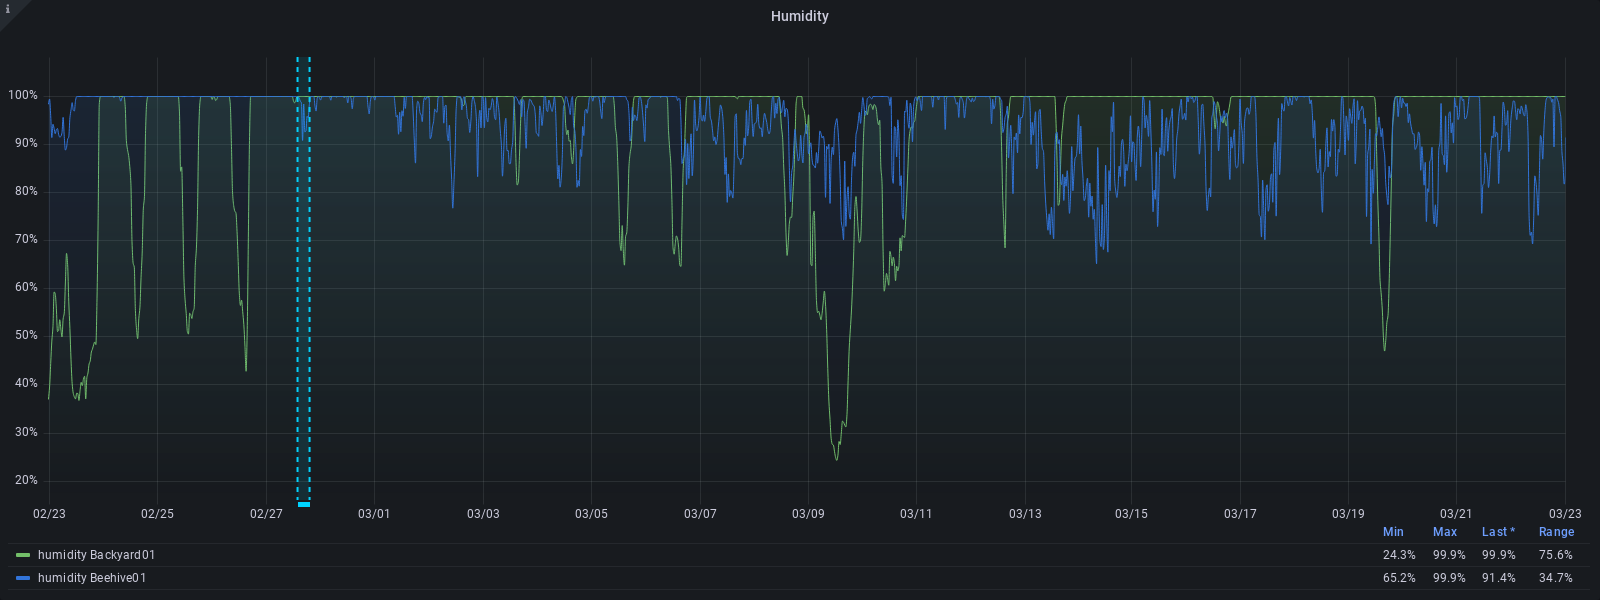 i
Humidity
100%
90%
80%
70%
60%
50%
40%
30%
20%
02/23 02/25 02/27 03/01 03/03 03/05 03/07 03/09 03/11 03/13 03/15 03/17 03/19 03/21 03/23
Min Max Last * Range
humidity Backyard01 24.3% 99.9% 99.9% 75.6%
humidity Beehive01 65.2% 99.9% 91.4% 34.7%